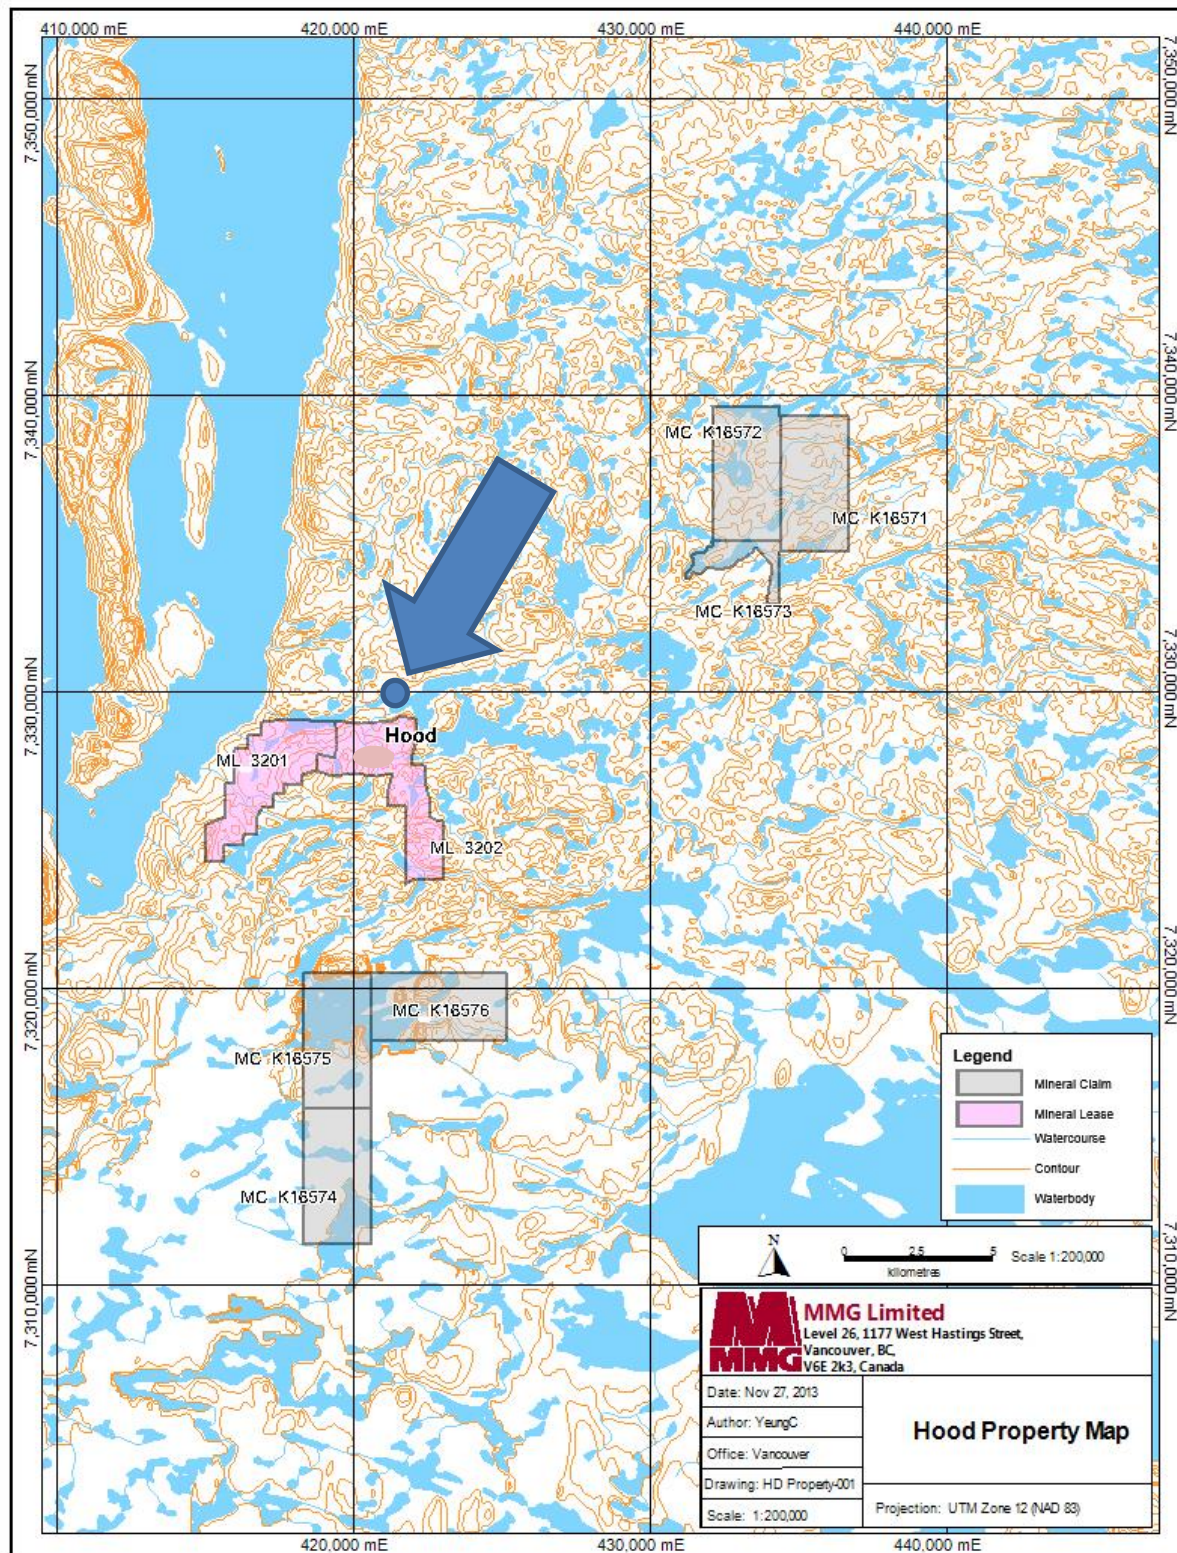 410,000 mE 420,000 mE 430,000 mE 440,000 mE
7,350,000 mN 7,350,000 mN
7,340,000 mN 7,340,000 mN
MC K16572
MC K16571
MC K16573
7,330,000 mN 7,330,000 mN
Hood
ML 3201
ML 3202
7,320,000 mN 7,320,000 mN
MC K16576
MC K16575
MC K16574
Legend
Mineral Claim
Mineral Lease
Watercourse
Contour
Waterbody
7,310,000 mN 7,310,000 mN
N
0 2.5 5 Scale 1:200,000
kilometres
MMG
MMG Limited
Level 26, 1177 West Hastings Street,
Vancouver, BC,
V6E 2k3, Canada
Date: Nov 27, 2013
Author: YeungC
Office: Vancouver
Drawing: HD Property-001
Scale: 1:200,000
Hood Property Map
Projection: UTM Zone 12 (NAD 83)
420,000 mE 430,000 mE 440,000 mE